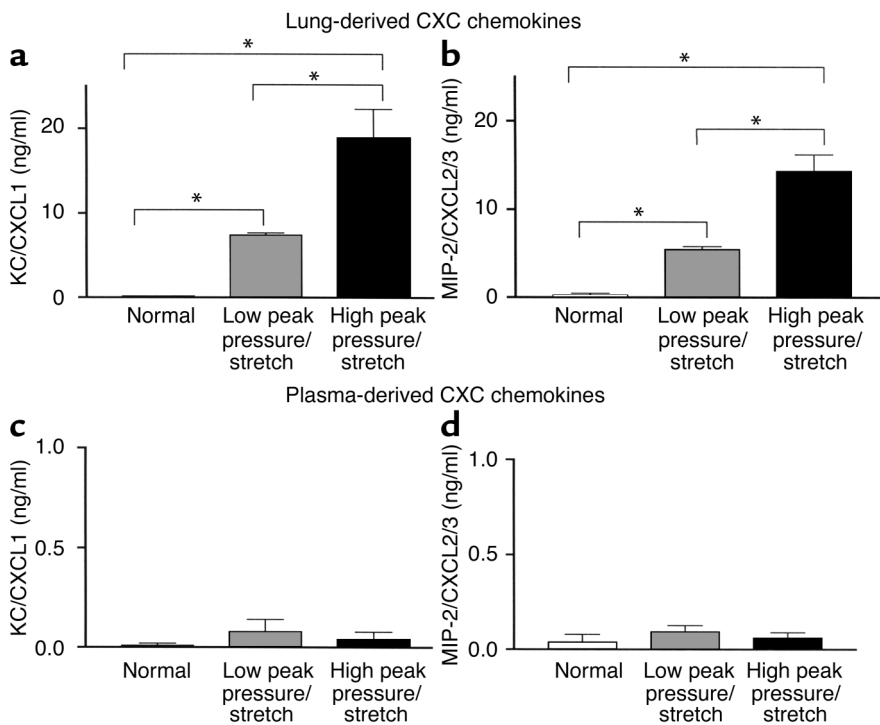 Lung-derived CXC chemokines
a
KC/CXCL1 (ng/ml)
20
10
0
*
*
*
Normal
Low peak
pressure/
stretch
High peak
pressure/
stretch
b
MIP-2/CXCL2/3 (ng/ml)
20
10
0
*
*
*
Normal
Low peak
pressure/
stretch
High peak
pressure/
stretch
Plasma-derived CXC chemokines
c
KC/CXCL1 (ng/ml)
1.0
0.5
0.0
Normal
Low peak
pressure/
stretch
High peak
pressure/
stretch
d
MIP-2/CXCL2/3 (ng/ml)
1.0
0.5
0.0
Normal
Low peak
pressure/
stretch
High peak
pressure/
stretch